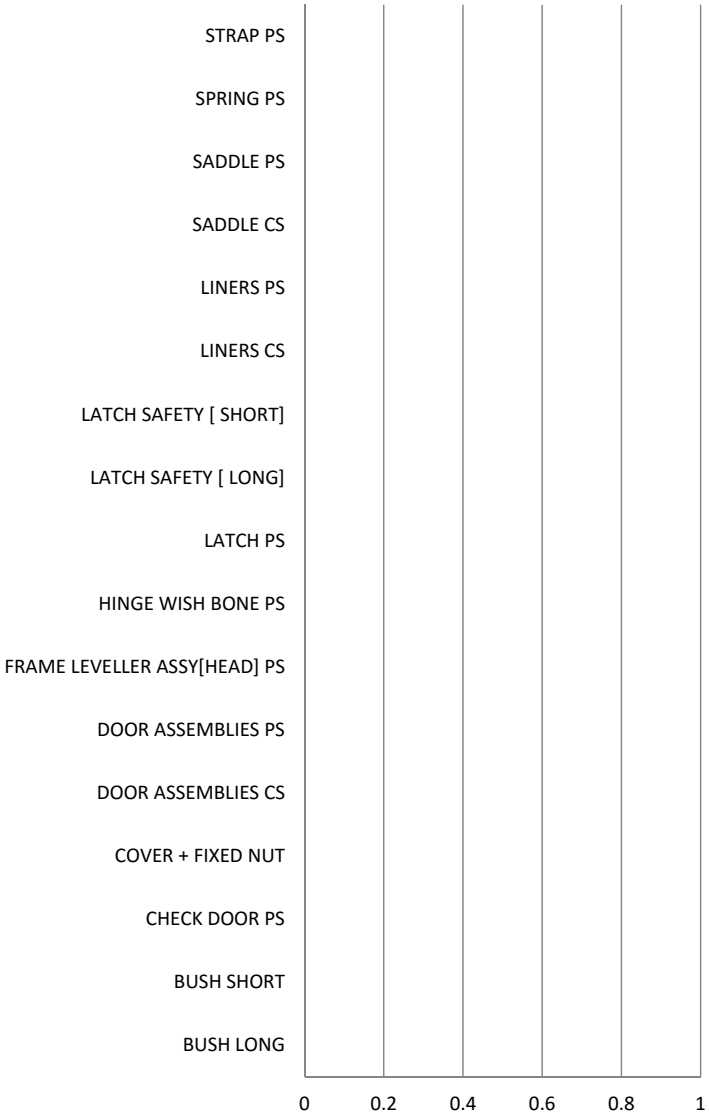 STRAP PS
SPRING PS
SADDLE PS
SADDLE CS
LINERS PS
LINERS CS
LATCH SAFETY [ SHORT]
LATCH SAFETY [ LONG]
LATCH PS
HINGE WISH BONE PS
FRAME LEVELLER ASSY[HEAD] PS
DOOR ASSEMBLIES PS
DOOR ASSEMBLIES CS
COVER + FIXED NUT
CHECK DOOR PS
BUSH SHORT
BUSH LONG
0 0.2 0.4 0.6 0.8 1